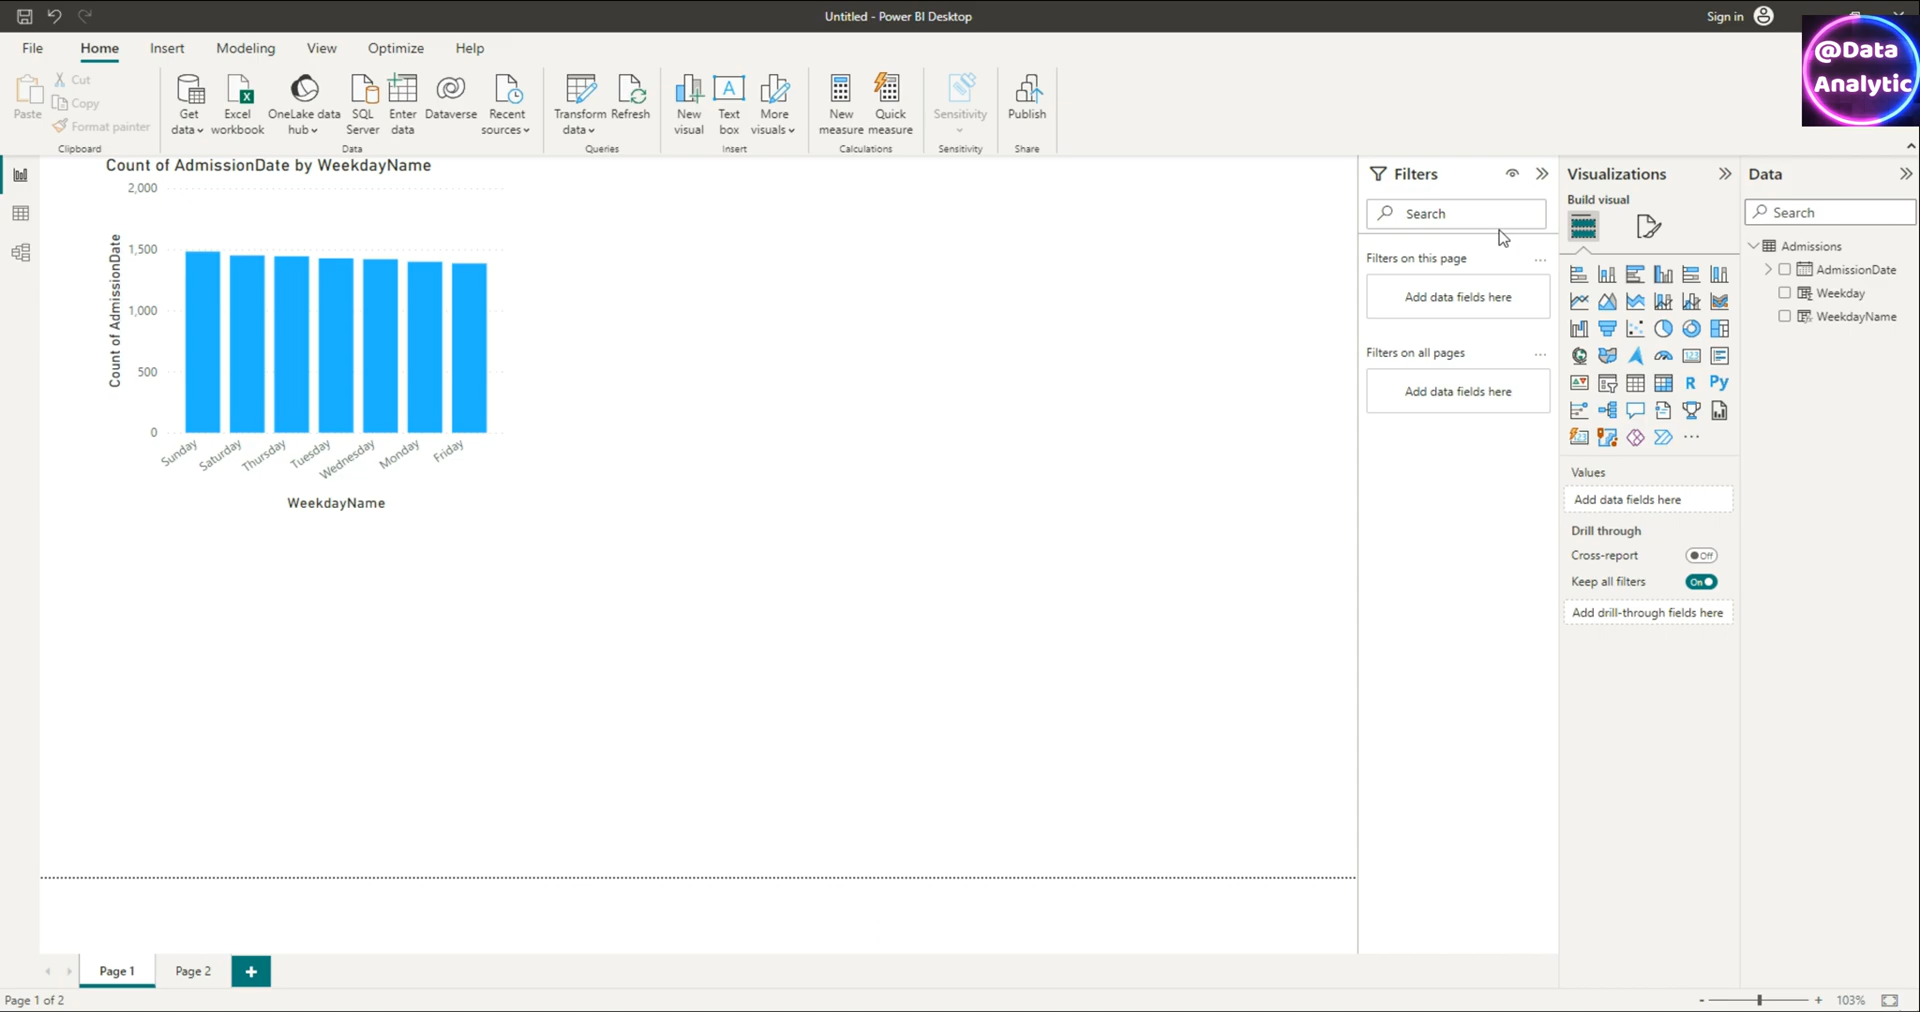 Untitled - Power BI Desktop
Sign in
@Data
Analytic
File
Home
Insert
Modeling
View
Optimize
Help
Paste
Cut
Copy
Format painter
Clipboard
Get
data
Excel
workbook
OneLake data
hub
SQL
Server
Enter
data
Dataverse
Recent
sources
Data
Transform
data
Refresh
Queries
New
visual
A
Text
box
More
visuals
Insert
New
measure
Quick
measure
Calculations
Sensitivity
Sensitivity
Publish
Share
Count of AdmissionDate by WeekdayName
Count of AdmissionDate
2,000
1,500
1,000
500
0
Sunday
Saturday
Thursday
Tuesday
Wednesday
Monday
Friday
WeekdayName
Filters
Search
Filters on this page
...
Add data fields here
Filters on all pages
...
Add data fields here
Visualizations
Build visual
123
R
Py
...
Values
Add data fields here
Drill through
Cross-report
Off
Keep all filters
On
Add drill-through fields here
Data
Search
Admissions
AdmissionDate
Weekday
WeekdayName
Page 1
Page 2
+
Page 1 of 2
-
+
103%